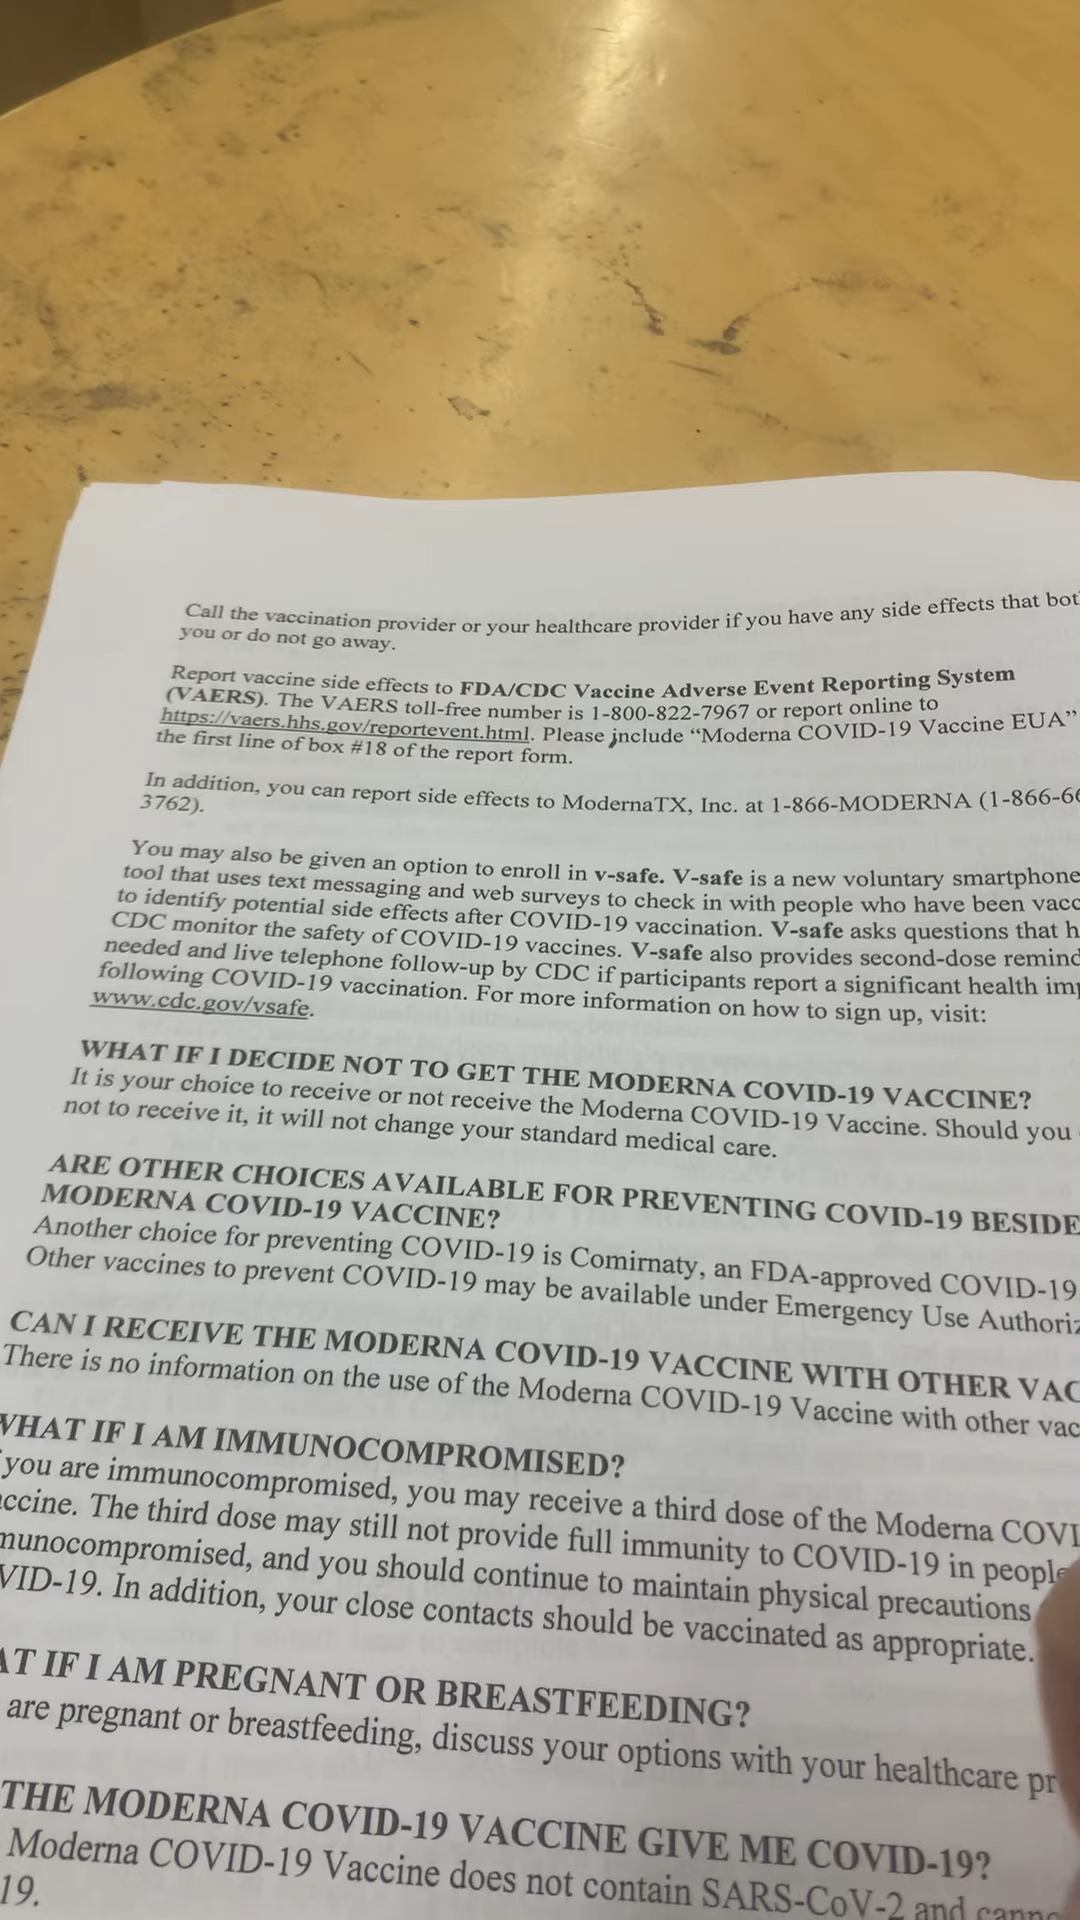 Call the vaccination provider or your healthcare provider if you have any side effects that
you or do not go away.
Report vaccine side effects to FDA/CDC Vaccine Adverse Event Reporting System
(VAERS). The VAERS toll-free number is 1-800-822-7967 or report online to
https://vaers.hhs.gov/reportevent.html. Please include “Moderna COVID-19 Vaccine EUA”
the first line of box #18 of the report form.
In addition, you can report side effects to ModernaTX, Inc. at 1-866-MODERNA (1-866-
3762).
You may also be given an option to enroll in v-safe. V-safe is a new voluntary smartphone
tool that uses text messaging and web surveys to check in with people who have been
to identify potential side effects after COVID-19 vaccination. V-safe asks questions that
CDC monitor the safety of COVID-19 vaccines. V-safe also provides second-dose
needed and live telephone follow-up by CDC if participants report a significant health
following COVID-19 vaccination. For more information on how to sign up, visit:
www.cdc.gov/vsafe.
WHAT IF I DECIDE NOT TO GET THE MODERNA COVID-19 VACCINE?
It is your choice to receive or not receive the Moderna COVID-19 Vaccine. Should you
not to receive it, it will not change your standard medical care.
ARE OTHER CHOICES AVAILABLE FOR PREVENTING COVID-19 BESIDE
MODERNA COVID-19 VACCINE?
Another choice for preventing COVID-19 is Comirnaty, an FDA-approved COVID-19
Other vaccines to prevent COVID-19 may be available under Emergency Use
CAN I RECEIVE THE MODERNA COVID-19 VACCINE WITH OTHER
There is no information on the use of the Moderna COVID-19 Vaccine with other
WHAT IF I AM IMMUNOCOMPROMISED?
you are immunocompromised, you may receive a third dose of the Moderna
The third dose may still not provide full immunity to COVID-19 in people
and you should continue to maintain physical precautions
In addition, your close contacts should be vaccinated as appropriate.
IF I AM PREGNANT OR BREASTFEEDING?
are pregnant or breastfeeding, discuss your options with your healthcare
THE MODERNA COVID-19 VACCINE GIVE ME COVID-19?
Moderna COVID-19 Vaccine does not contain SARS-CoV-2 and
19.